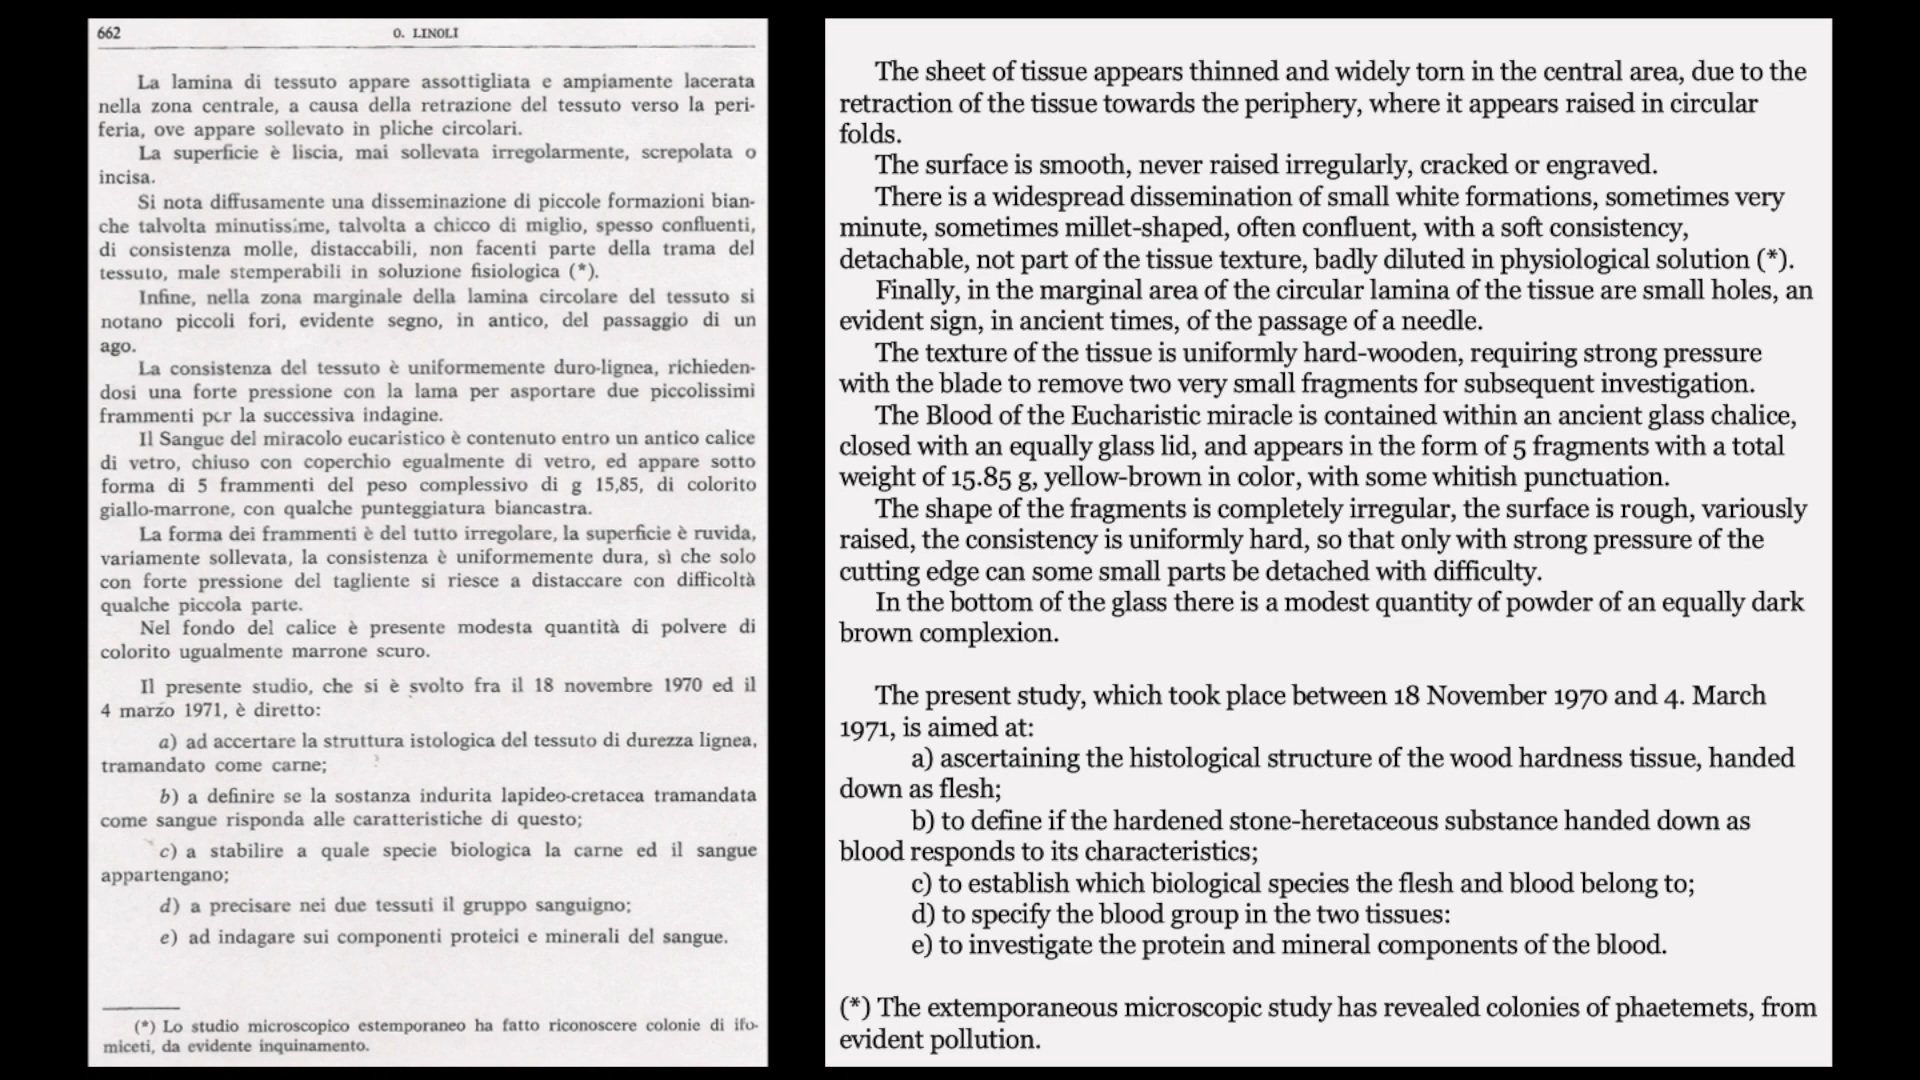 662
O. LINOLI
La lamina di tessuto appare assottigliata e ampiamente lacerata
nella zona centrale, a causa della retrazione del tessuto verso la peri-
feria, ove appare sollevato in pliche circolari.
La superficie è liscia, mai sollevata irregolarmente, screpolata o
incisa.
Si nota diffusamente una disseminazione di piccole formazioni bian-
che talvolta minutissime, talvolta a chicco di miglio, spesso confluenti,
di consistenza molle, distaccabili, non facenti parte della trama del
tessuto, male stemperabili in soluzione fisiologica (*).
Infine, nella zona marginale della lamina circolare del tessuto si
notano piccoli fori, evidente segno, in antico, del passaggio di un
ago.
La consistenza del tessuto è uniformemente duro-lignea, richieden-
dosi una forte pressione con la lama per asportare due piccolissimi
frammenti per la successiva indagine.
Il Sangue del miracolo eucaristico è contenuto entro un antico calice
di vetro, chiuso con coperchio egualmente di vetro, ed appare sotto
forma di 5 frammenti del peso complessivo di g 15,85, di colorito
giallo-marrone, con qualche punteggiatura biancastra.
La forma dei frammenti è del tutto irregolare, la superficie è ruvida,
variamente sollevata, la consistenza è uniformemente dura, sì che solo
con forte pressione del tagliente si riesce a distaccare con difficoltà
qualche piccola parte.
Nel fondo del calice è presente modesta quantità di polvere di
colorito ugualmente marrone scuro.
Il presente studio, che si è svolto fra il 18 novembre 1970 ed il
4 marzo 1971, è diretto:
a) ad accertare la struttura istologica del tessuto di durezza lignea,
tramandato come carne;
b) a definire se la sostanza indurita lapideo-cretacea tramandata
come sangue risponda alle caratteristiche di questo;
c) a stabilire a quale specie biologica la carne ed il sangue
appartengano;
d) a precisare nei due tessuti il gruppo sanguigno;
e) ad indagare sui componenti proteici e minerali del sangue.
(*) Lo studio microscopico estemporaneo ha fatto riconoscere colonie di ifo-
miceti, da evidente inquinamento.
The sheet of tissue appears thinned and widely torn in the central area, due to the
retraction of the tissue towards the periphery, where it appears raised in circular
folds.
The surface is smooth, never raised irregularly, cracked or engraved.
There is a widespread dissemination of small white formations, sometimes very
minute, sometimes millet-shaped, often confluent, with a soft consistency,
detachable, not part of the tissue texture, badly diluted in physiological solution (*).
Finally, in the marginal area of the circular lamina of the tissue are small holes, an
evident sign, in ancient times, of the passage of a needle.
The texture of the tissue is uniformly hard-wooden, requiring strong pressure
with the blade to remove two very small fragments for subsequent investigation.
The Blood of the Eucharistic miracle is contained within an ancient glass chalice,
closed with an equally glass lid, and appears in the form of 5 fragments with a total
weight of 15.85 g, yellow-brown in color, with some whitish punctuation.
The shape of the fragments is completely irregular, the surface is rough, variously
raised, the consistency is uniformly hard, so that only with strong pressure of the
cutting edge can some small parts be detached with difficulty.
In the bottom of the glass there is a modest quantity of powder of an equally dark
brown complexion.
The present study, which took place between 18 November 1970 and 4. March
1971, is aimed at:
a) ascertaining the histological structure of the wood hardness tissue, handed
down as flesh;
b) to define if the hardened stone-heretaceous substance handed down as
blood responds to its characteristics;
c) to establish which biological species the flesh and blood belong to;
d) to specify the blood group in the two tissues:
e) to investigate the protein and mineral components of the blood.
(*) The extemporaneous microscopic study has revealed colonies of phaetemets, from
evident pollution.